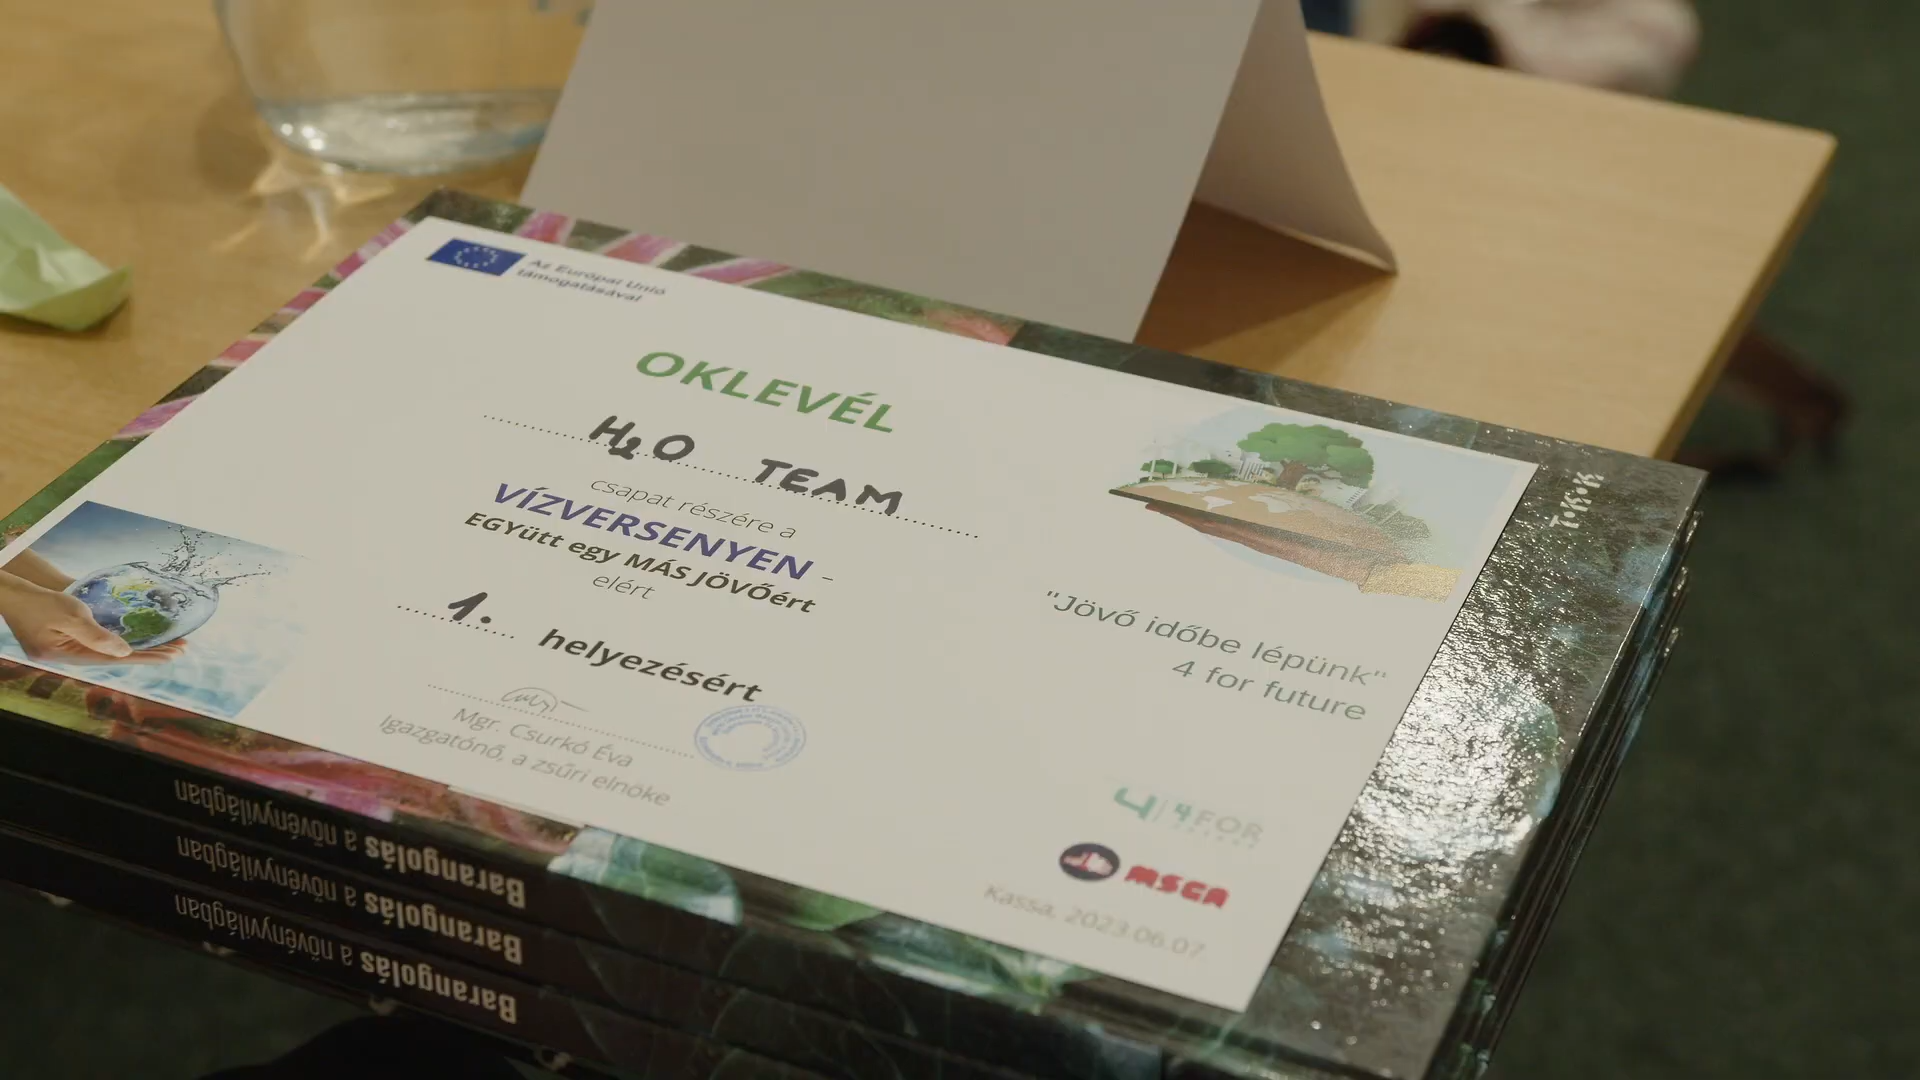 Az Európai Unió
támogatásával
OKLEVÉL
H2O TEAM
csapat részére a
VÍZVERSENYEN -
EGYütt egy MÁS JÖVŐért
elért
1. helyezésért
Mgr. Csurkó Éva
Igazgatónő, a zsűri elnöke
"Jövő időbe lépünk"
4 for future
4FOR
MSCA
Kassa, 2023.06.07
Barangolás a növényvilágban
Barangolás a növényvilágban
Barangolás a növényvilágban